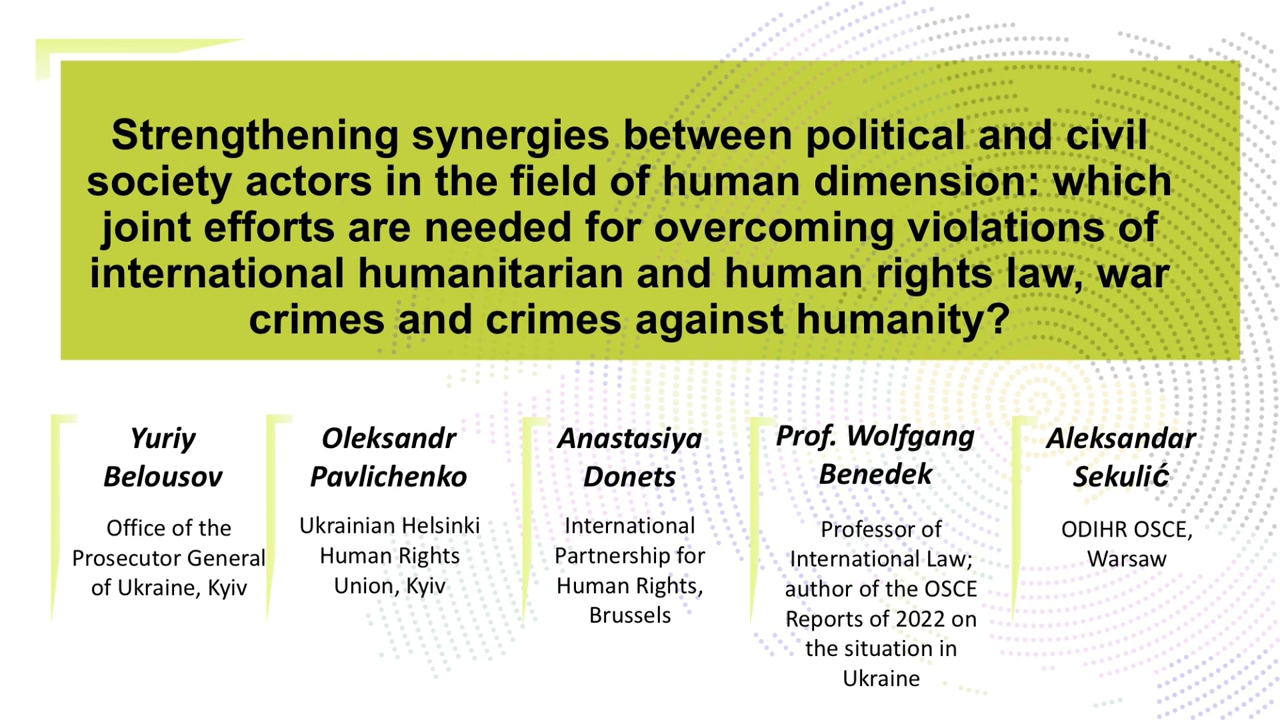 Strengthening synergies between political and civil
society actors in the field of human dimension: which
joint efforts are needed for overcoming violations of
international humanitarian and human rights law, war
crimes and crimes against humanity?
Yuriy
Belousov
Office of the
Prosecutor General
of Ukraine, Kyiv
Oleksandr
Pavlichenko
Ukrainian Helsinki
Human Rights
Union, Kyiv
Anastasiya
Donets
International
Partnership for
Human Rights,
Brussels
Prof. Wolfgang
Benedek
Professor of
International Law;
author of the OSCE
Reports of 2022 on
the situation in
Ukraine
Aleksandar
Sekulić
ODIHR OSCE,
Warsaw